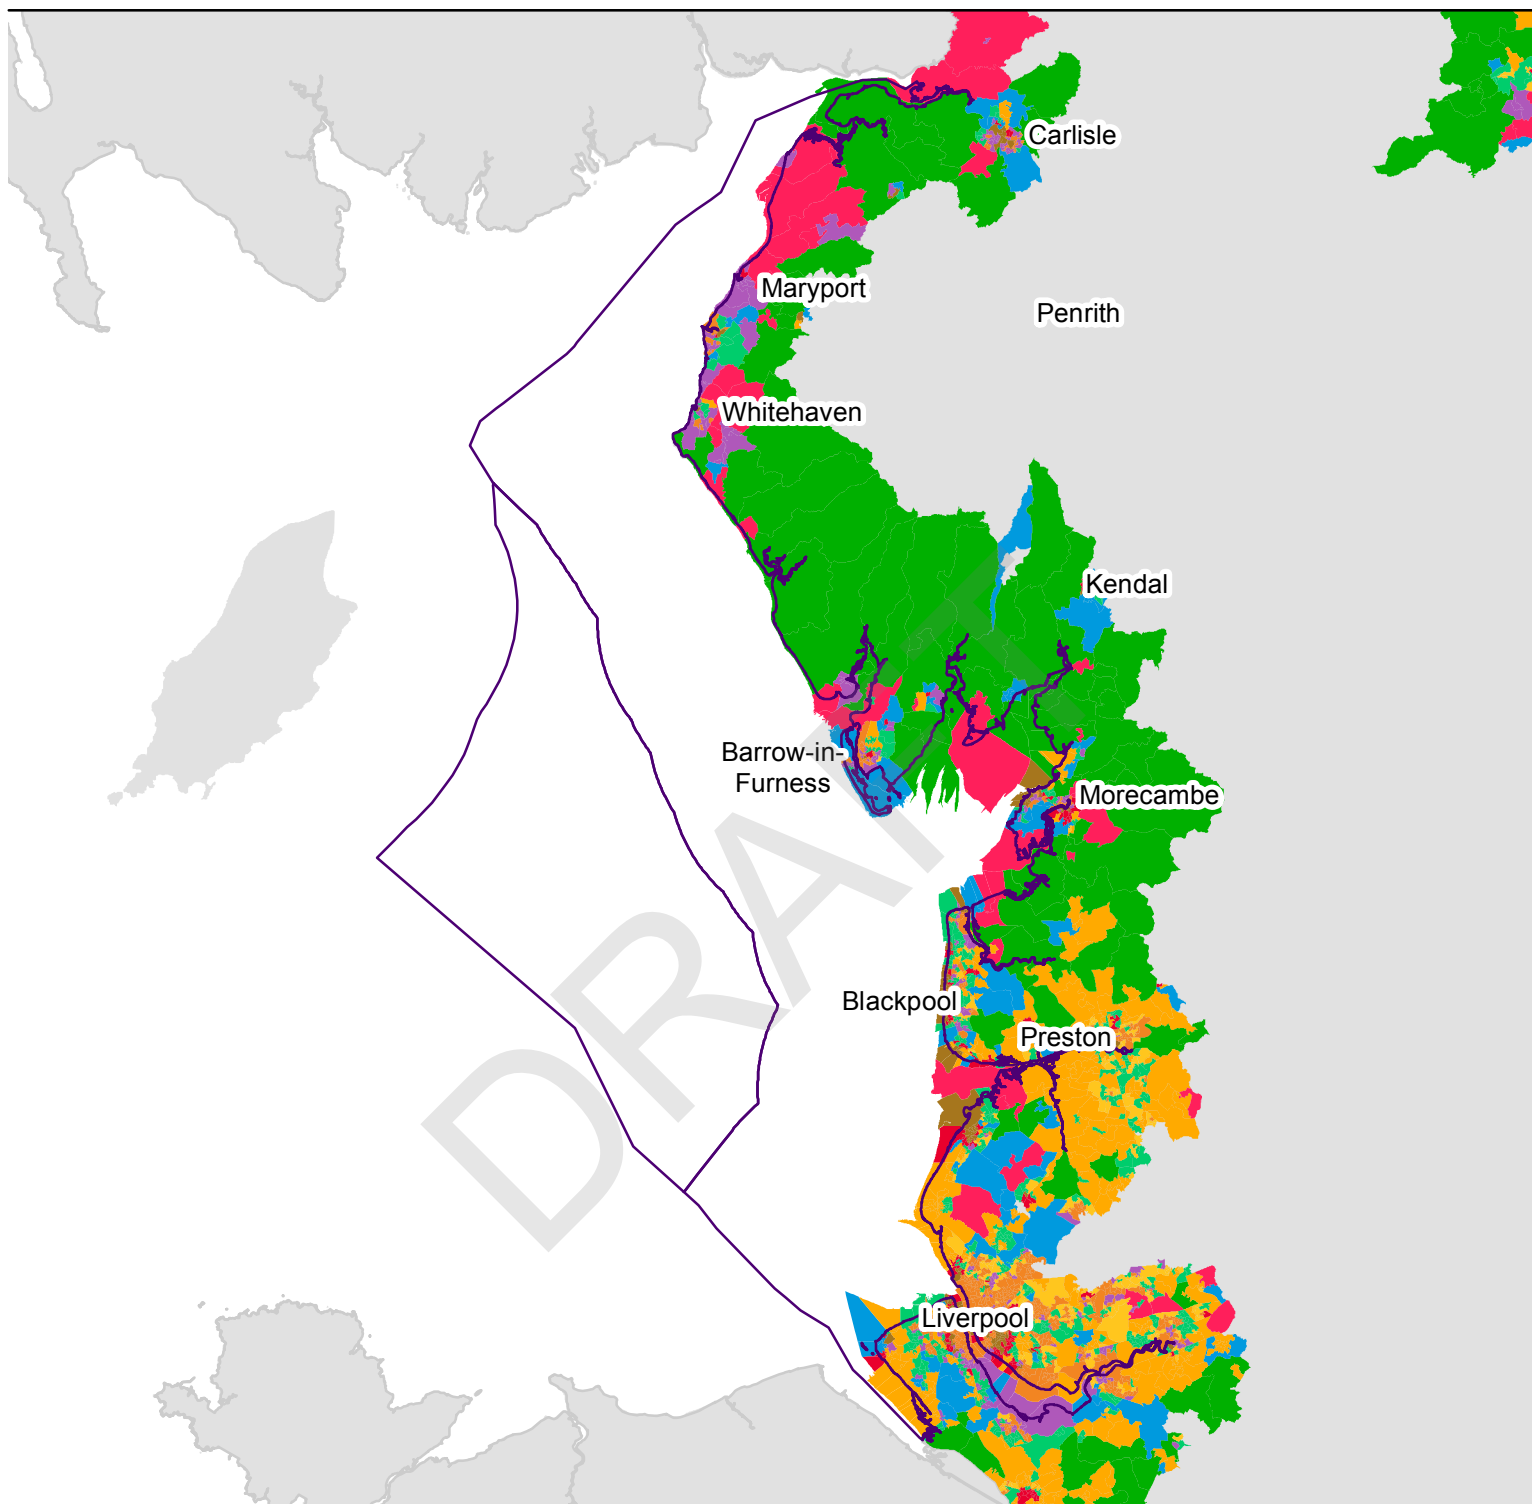 Carlisle
Maryport
Penrith
Whitehaven
Kendal
Barrow-in-
Furness
Morecambe
Blackpool
Preston
Liverpool
DRAFT